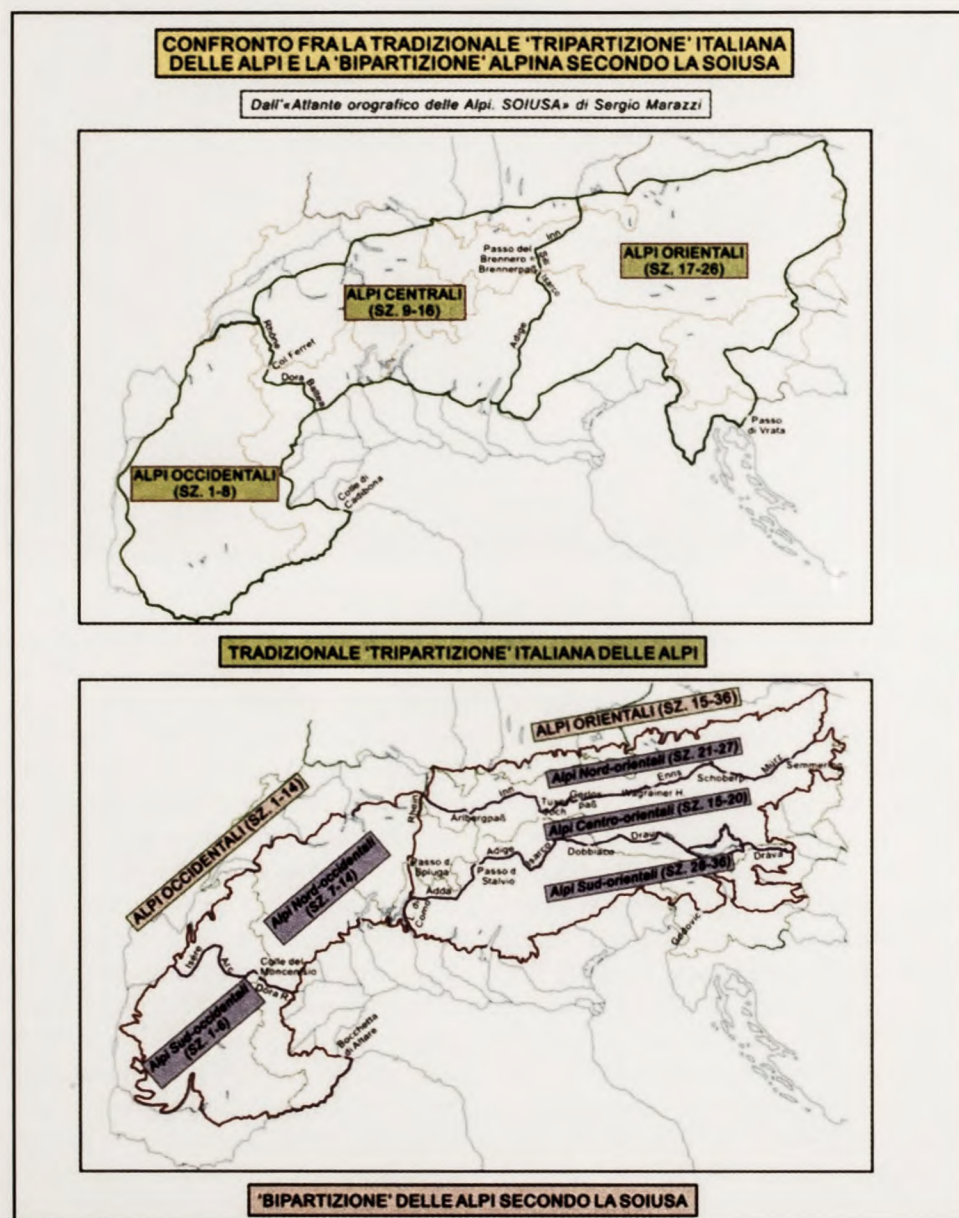 CONFRONTO FRA LA TRADIZIONALE 'TRIPARTIZIONE' ITALIANA
DELLE ALPI E LA 'BIPARTIZIONE' ALPINA SECONDO LA SOIUSA
Dall'«Atlante orografico delle Alpi. SOIUSA» di Sergio Marazzi
Inn
Passo del
Brennero =
Brennerpaß
Sill
Isarco
ALPI ORIENTALI
(SZ. 17-26)
ALPI CENTRALI
(SZ. 9-16)
Rhône
Col Ferret
Dora Baltea
Adige
Passo
di Vrata
ALPI OCCIDENTALI
(SZ. 1-8)
Colle di
Cadibona
TRADIZIONALE 'TRIPARTIZIONE' ITALIANA DELLE ALPI
ALPI ORIENTALI (SZ. 15-36)
Alpi Nord-orientali (SZ. 21-27)
Mürz
Semmering
Enns
Schoberp
Inn
Gerlos
paß
Wagrainer H.
Rhein
Arlbergpaß
Alpi Centro-orientali (SZ. 15-20)
ALPI OCCIDENTALI (SZ. 1-14)
Alpi Nord-occidentali
(SZ. 7-14)
Passo d.
Spluga
Adige
Passo d
Stelvio
Isarco
Dobbiaco
Drau
Drava
Adda
L. di
Como
Alpi Sud-orientali (SZ. 28-36)
Isère
Arc
Colle del
Moncenisio
Dora R.
Alpi Sud-occidentali
(SZ. 1-6)
Bocchetta
di Altare
'BIPARTIZIONE' DELLE ALPI SECONDO LA SOIUSA